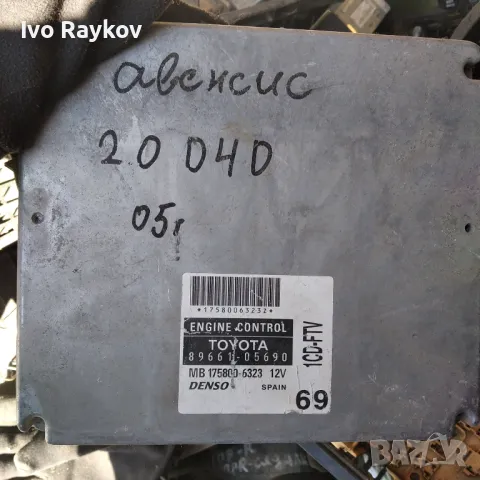 Ivo Raykov
авенсис
2.0 D4D
05г
*17580063232*
ENGINE CONTROL
TOYOTA
89661-05690
MB 175800-6323 12V
DENSO SPAIN
1CD-FTV
69
BAZAR